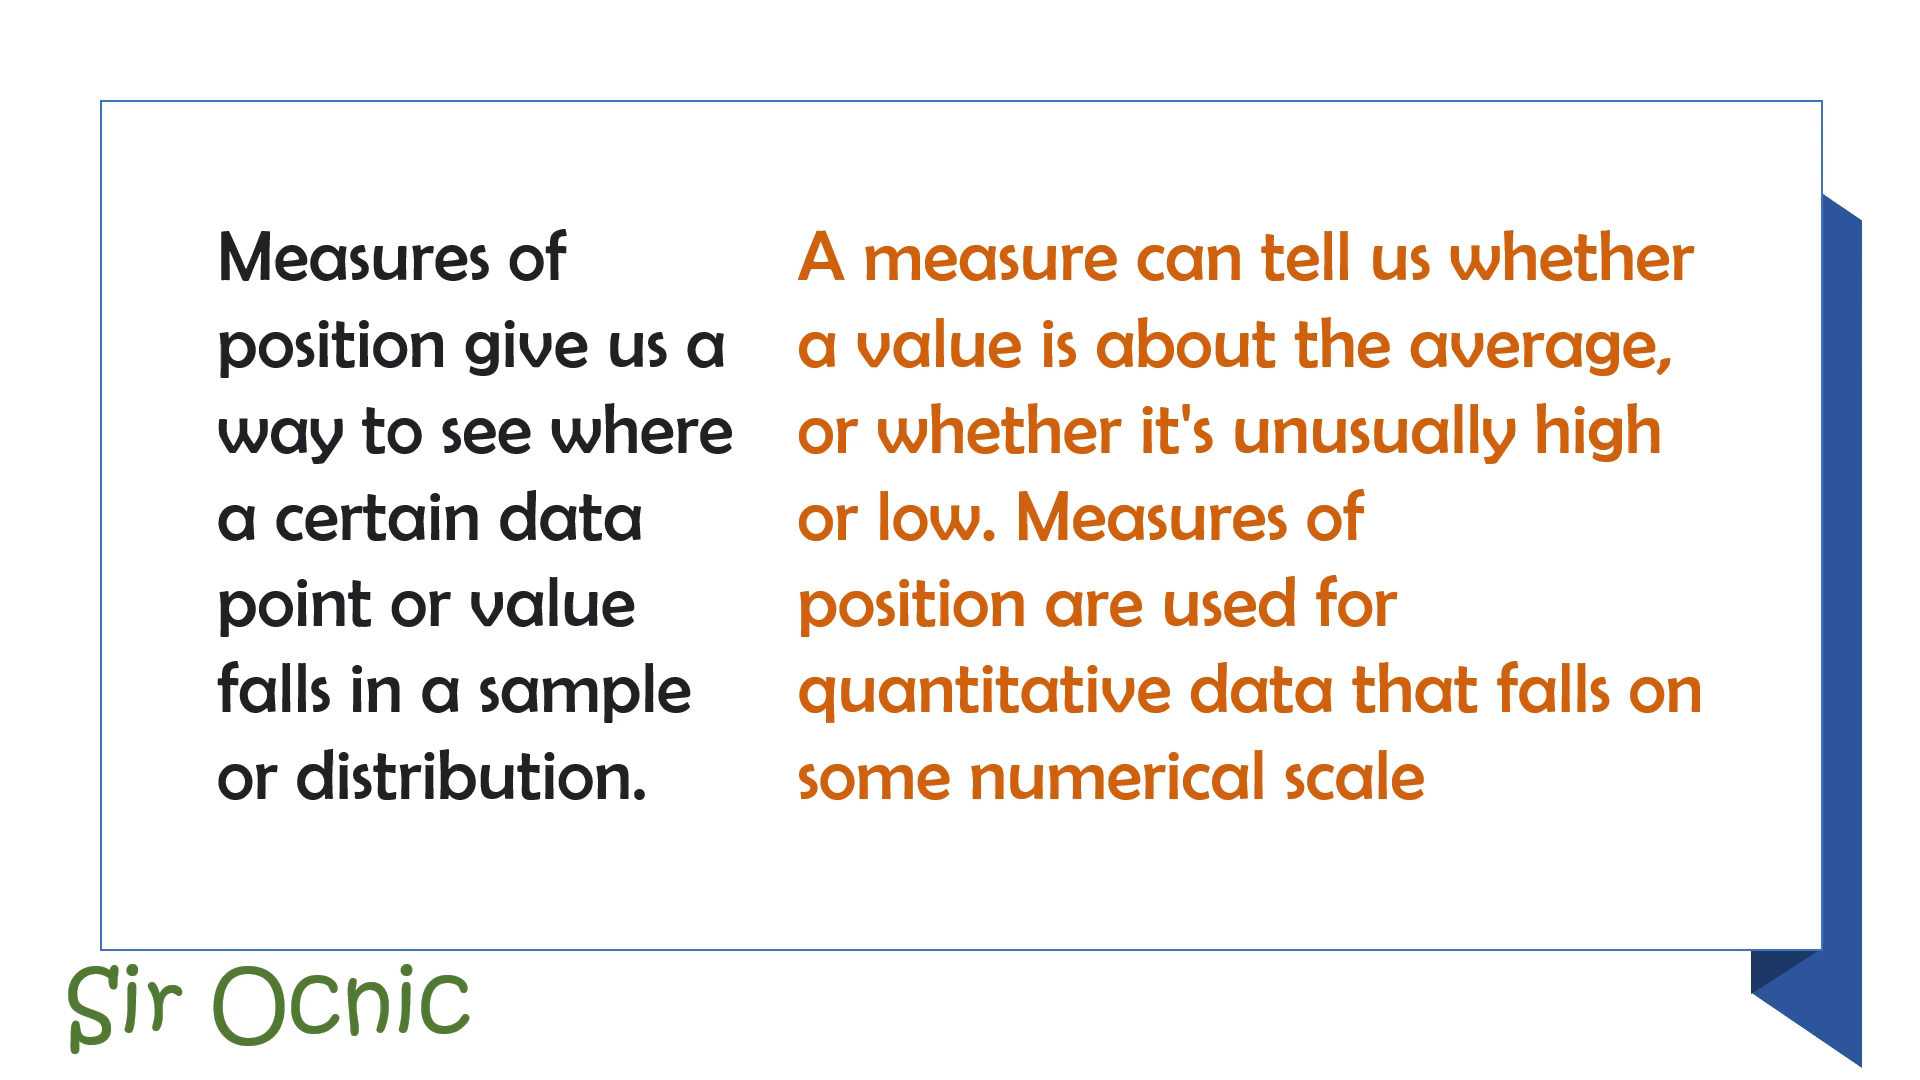 Measures of
position give us a
way to see where
a certain data
point or value
falls in a sample
or distribution.
A measure can tell us whether
a value is about the average,
or whether it's unusually high
or low. Measures of
position are used for
quantitative data that falls on
some numerical scale
Sir Ocnic